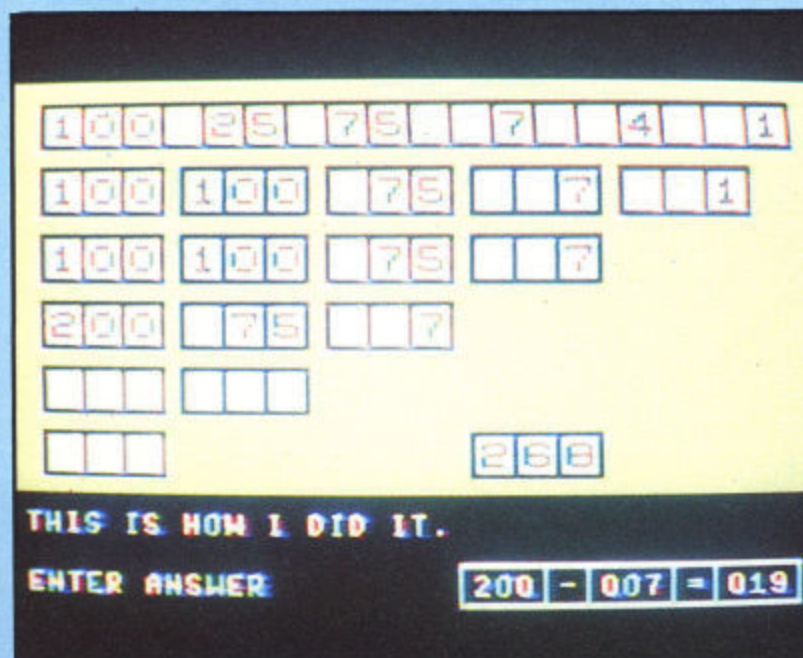 100 25 75 7 4 1
100 100 75 7 1
100 100 75 7
200 75 7
268
THIS IS HOW I DID IT.
ENTER ANSWER 200 - 007 = 019